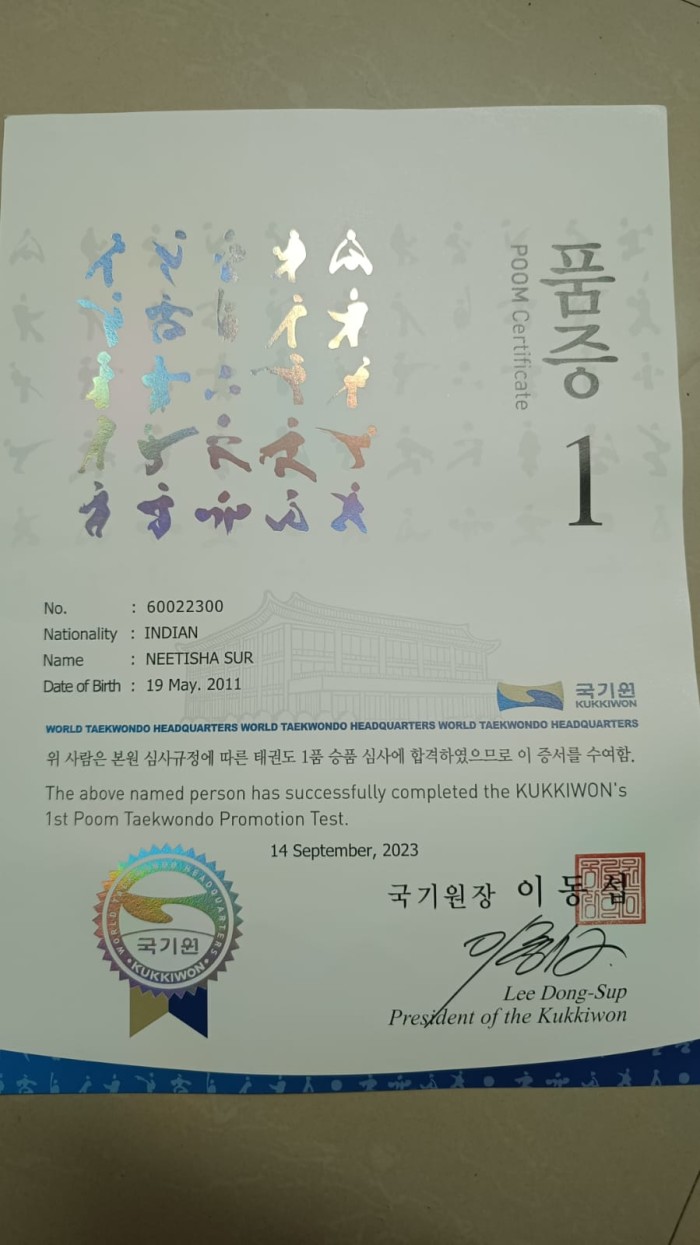 품증
POOM Certificate
1
No. : 60022300
Nationality : INDIAN
Name : NEETISHA SUR
Date of Birth : 19 May. 2011
국기원
KUKKIWON
WORLD TAEKWONDO HEADQUARTERS WORLD TAEKWONDO HEADQUARTERS WORLD TAEKWONDO HEADQUARTERS
위 사람은 본원 심사규정에 따른 태권도 1품 승품 심사에 합격하였으므로 이 증서를 수여함.
The above named person has successfully completed the KUKKIWON's
1st Poom Taekwondo Promotion Test.
14 September, 2023
WORLD TAEKWONDO HEADQUARTERS
국기원
• KUKKIWON •
국기원장 이동섭
Lee Dong-Sup
President of the Kukkiwon